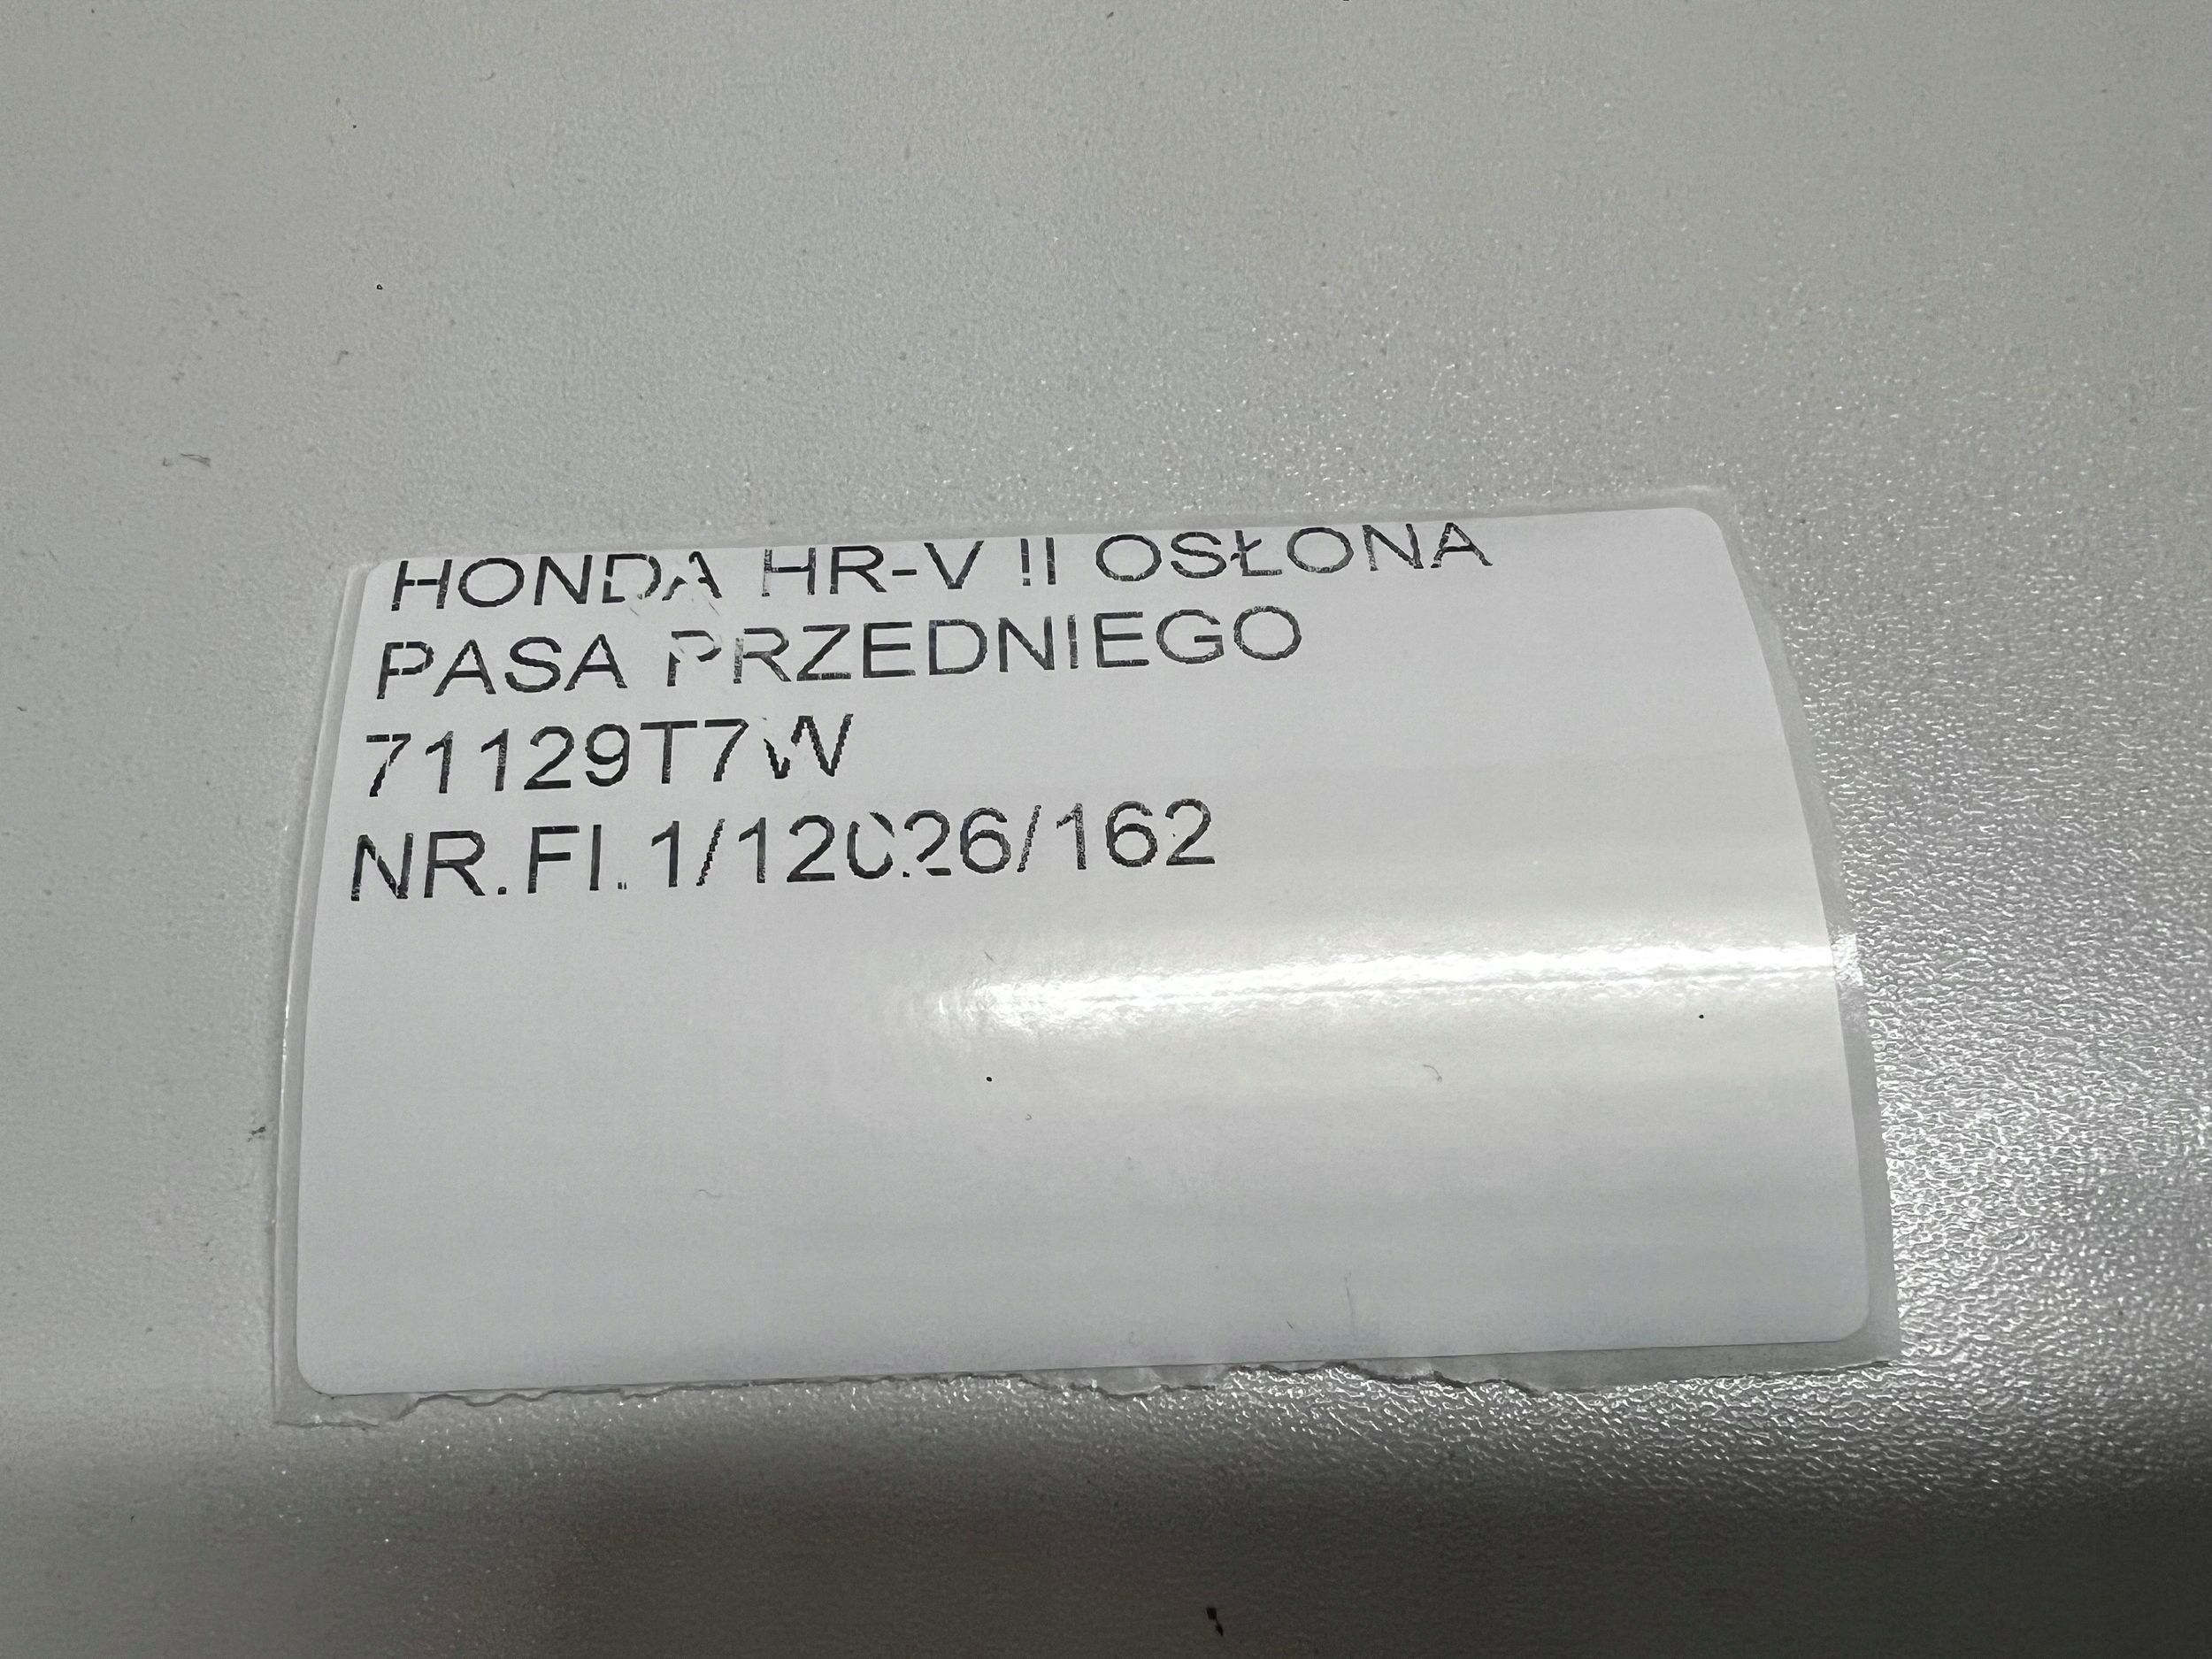 HONDA HR-V II OSŁONA
PASA PRZEDNIEGO
71129T7W
NR.FI.1/12026/162